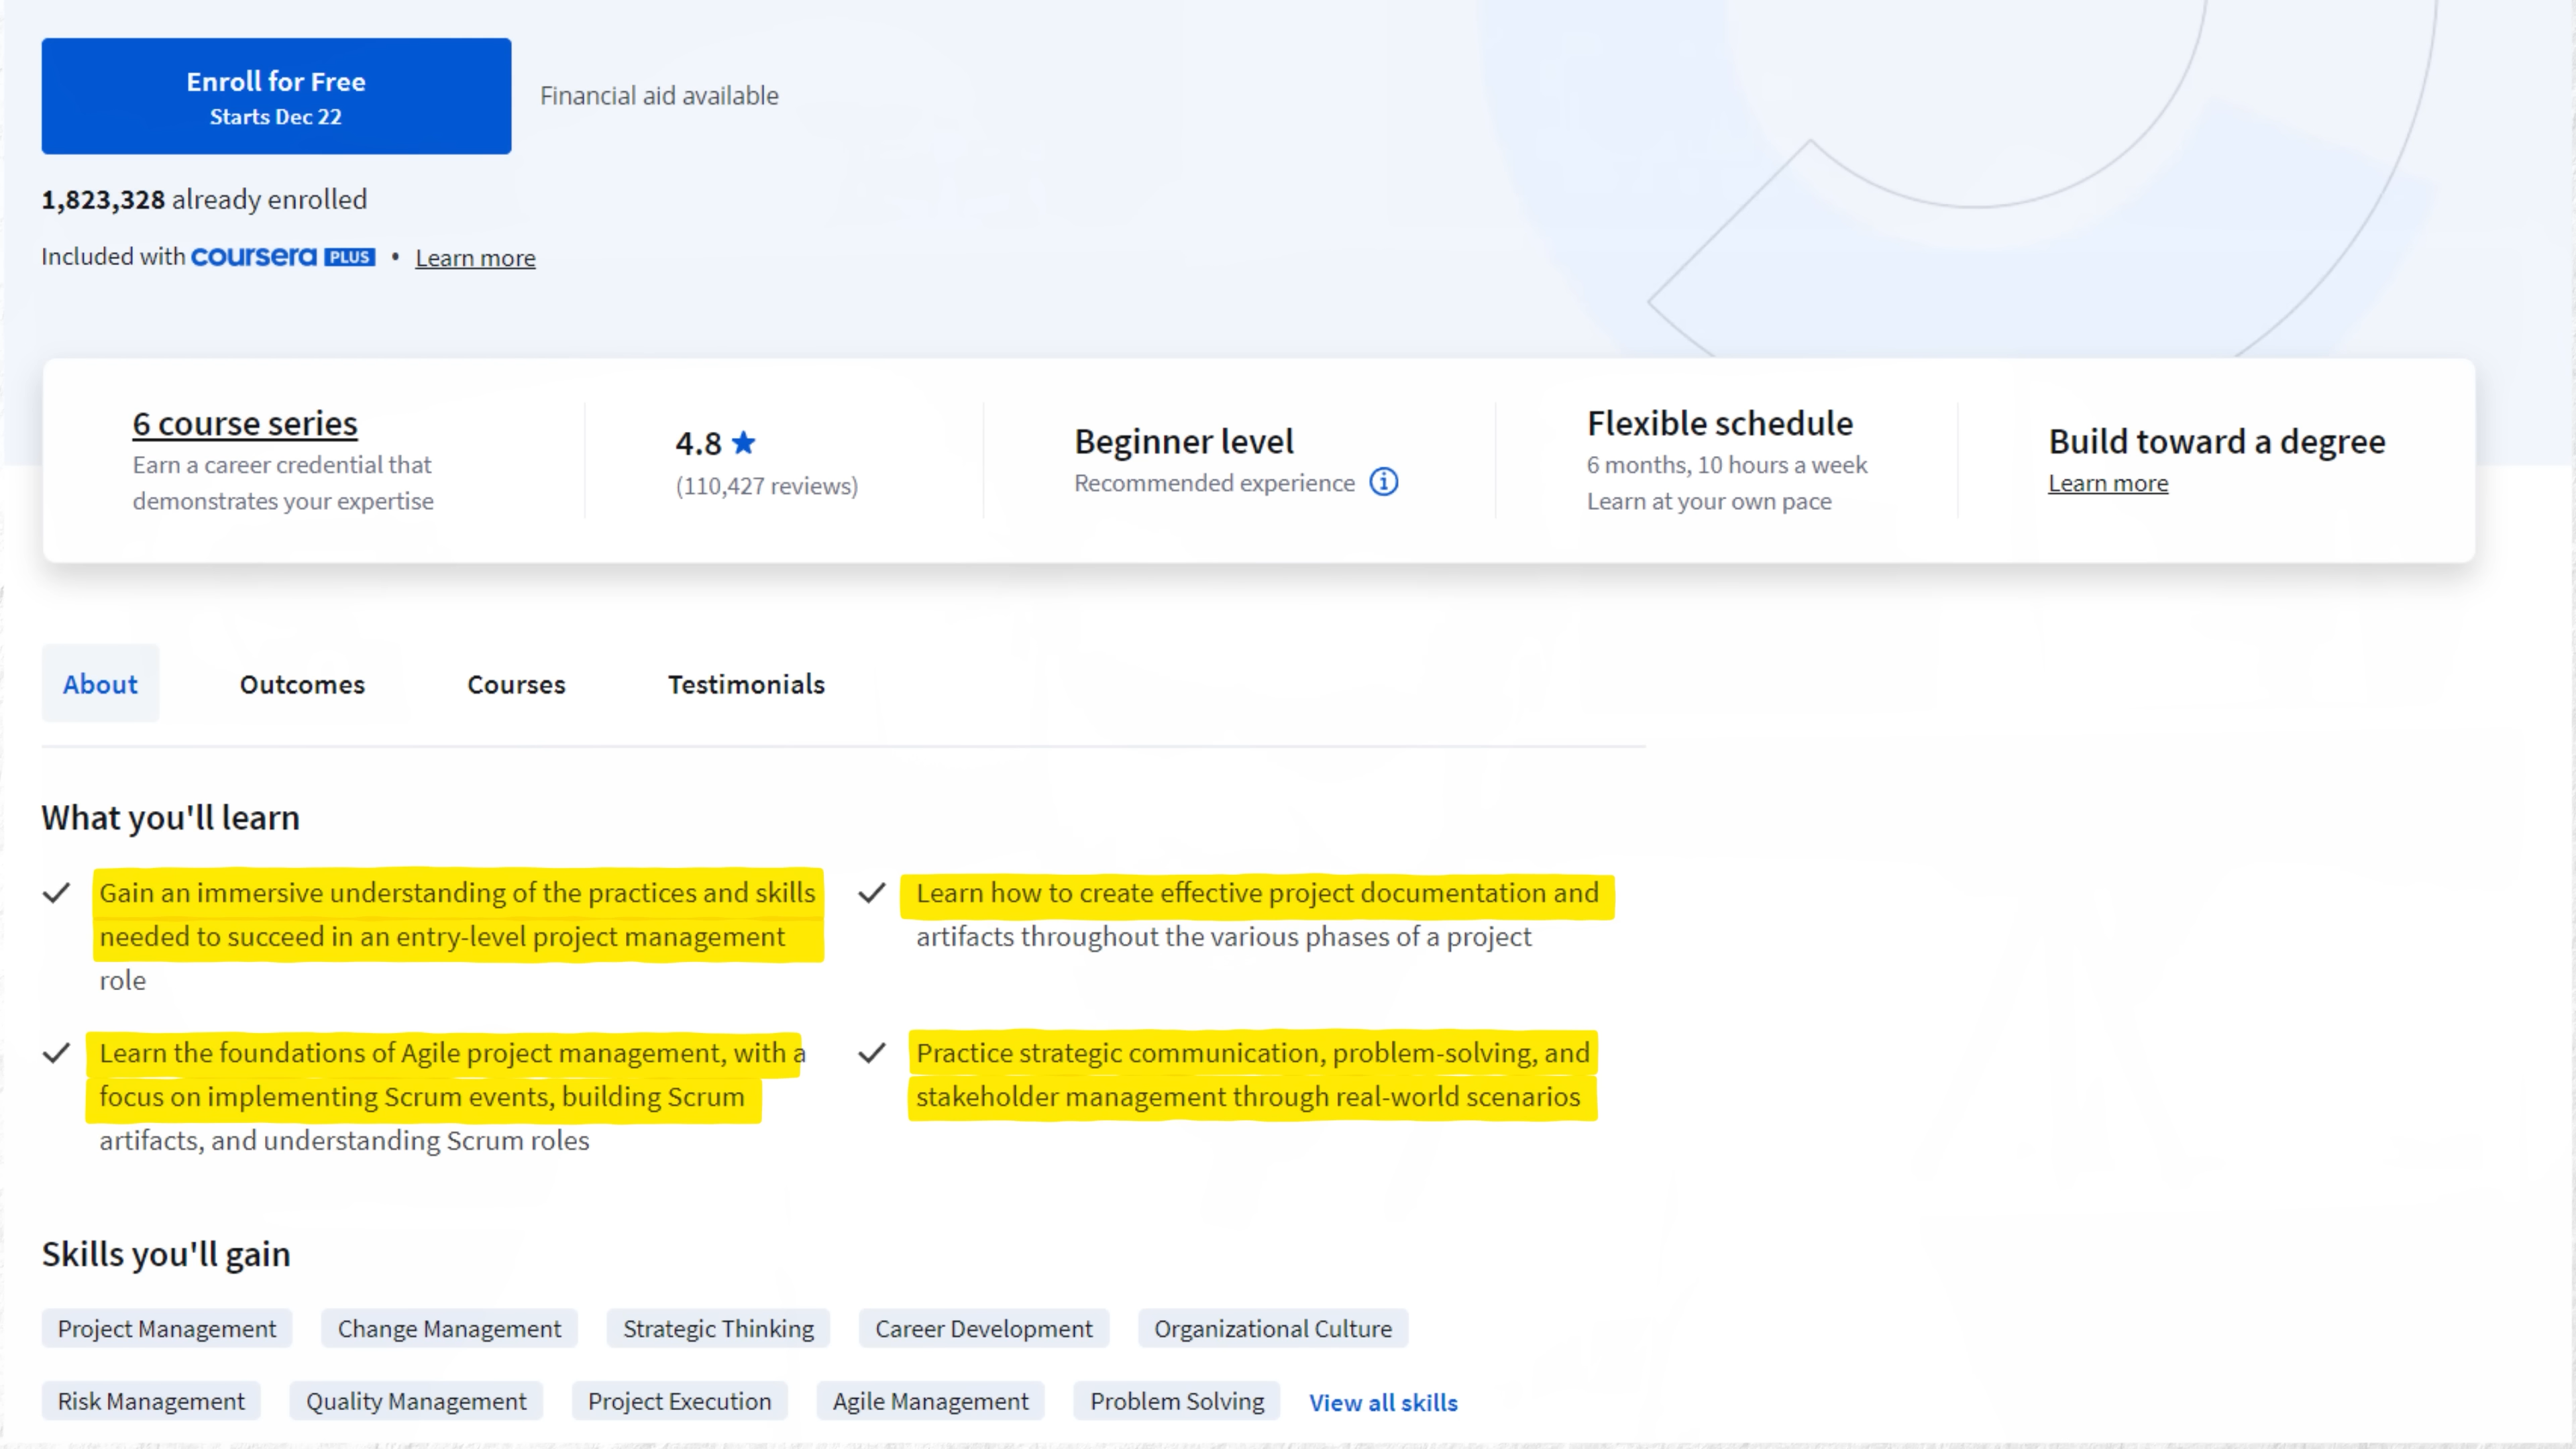 Enroll for Free
Starts Dec 22
Financial aid available
1,823,328 already enrolled
Included with coursera PLUS • Learn more
6 course series
Earn a career credential that
demonstrates your expertise
4.8 ★
(110,427 reviews)
Beginner level
Recommended experience
Flexible schedule
6 months, 10 hours a week
Learn at your own pace
Build toward a degree
Learn more
About
Outcomes
Courses
Testimonials
What you'll learn
Gain an immersive understanding of the practices and skills
needed to succeed in an entry-level project management
role
Learn how to create effective project documentation and
artifacts throughout the various phases of a project
Learn the foundations of Agile project management, with a
focus on implementing Scrum events, building Scrum
artifacts, and understanding Scrum roles
Practice strategic communication, problem-solving, and
stakeholder management through real-world scenarios
Skills you'll gain
Project Management
Change Management
Strategic Thinking
Career Development
Organizational Culture
Risk Management
Quality Management
Project Execution
Agile Management
Problem Solving
View all skills